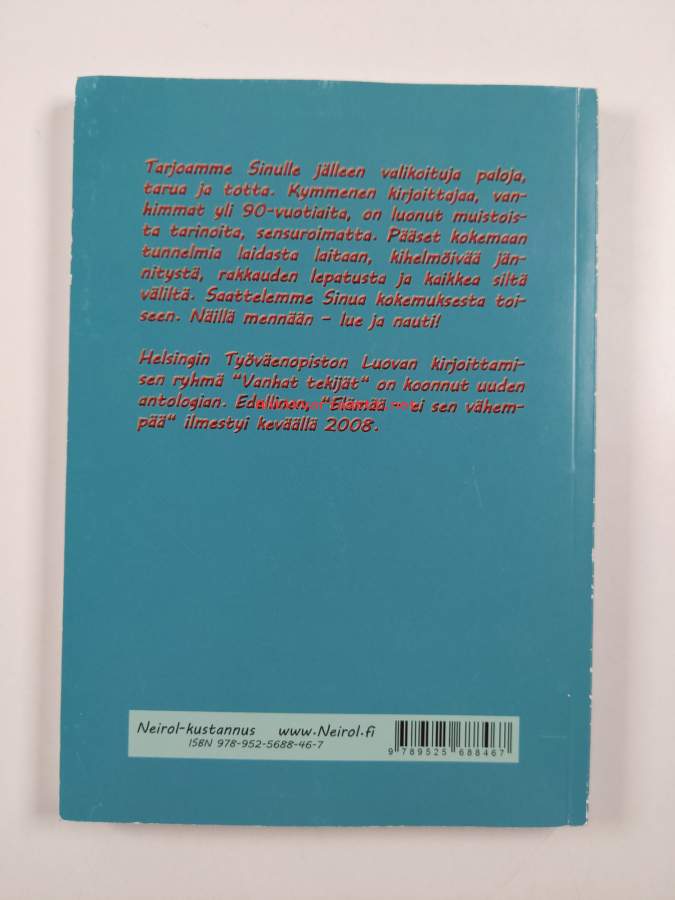 Tarjoamme Sinulle jälleen valikoituja paloja,
tarua ja totta. Kymmenen kirjoittajaa, van-
himmat yli 90-vuotiaita, on luonut muistois-
ta tarinoita, sensuroimatta. Pääset kokemaan
tunnelmia laidasta laitaan, kihelmöivää jän-
nitystä, rakkauden lepatusta ja kaikkea siltä
väliltä. Saattelemme Sinua kokemuksesta toi-
seen. Näillä mennään - lue ja nauti!
Helsingin Työväenopiston Luovan kirjoittami-
sen ryhmä "Vanhat tekijät" on koonnut uuden
antologian. Edellinen, "Elämää - ei sen vähem-
pää" ilmestyi keväällä 2008.
Neirol-kustannus www.Neirol.fi
ISBN 978-952-5688-46-7
9 789525 688467